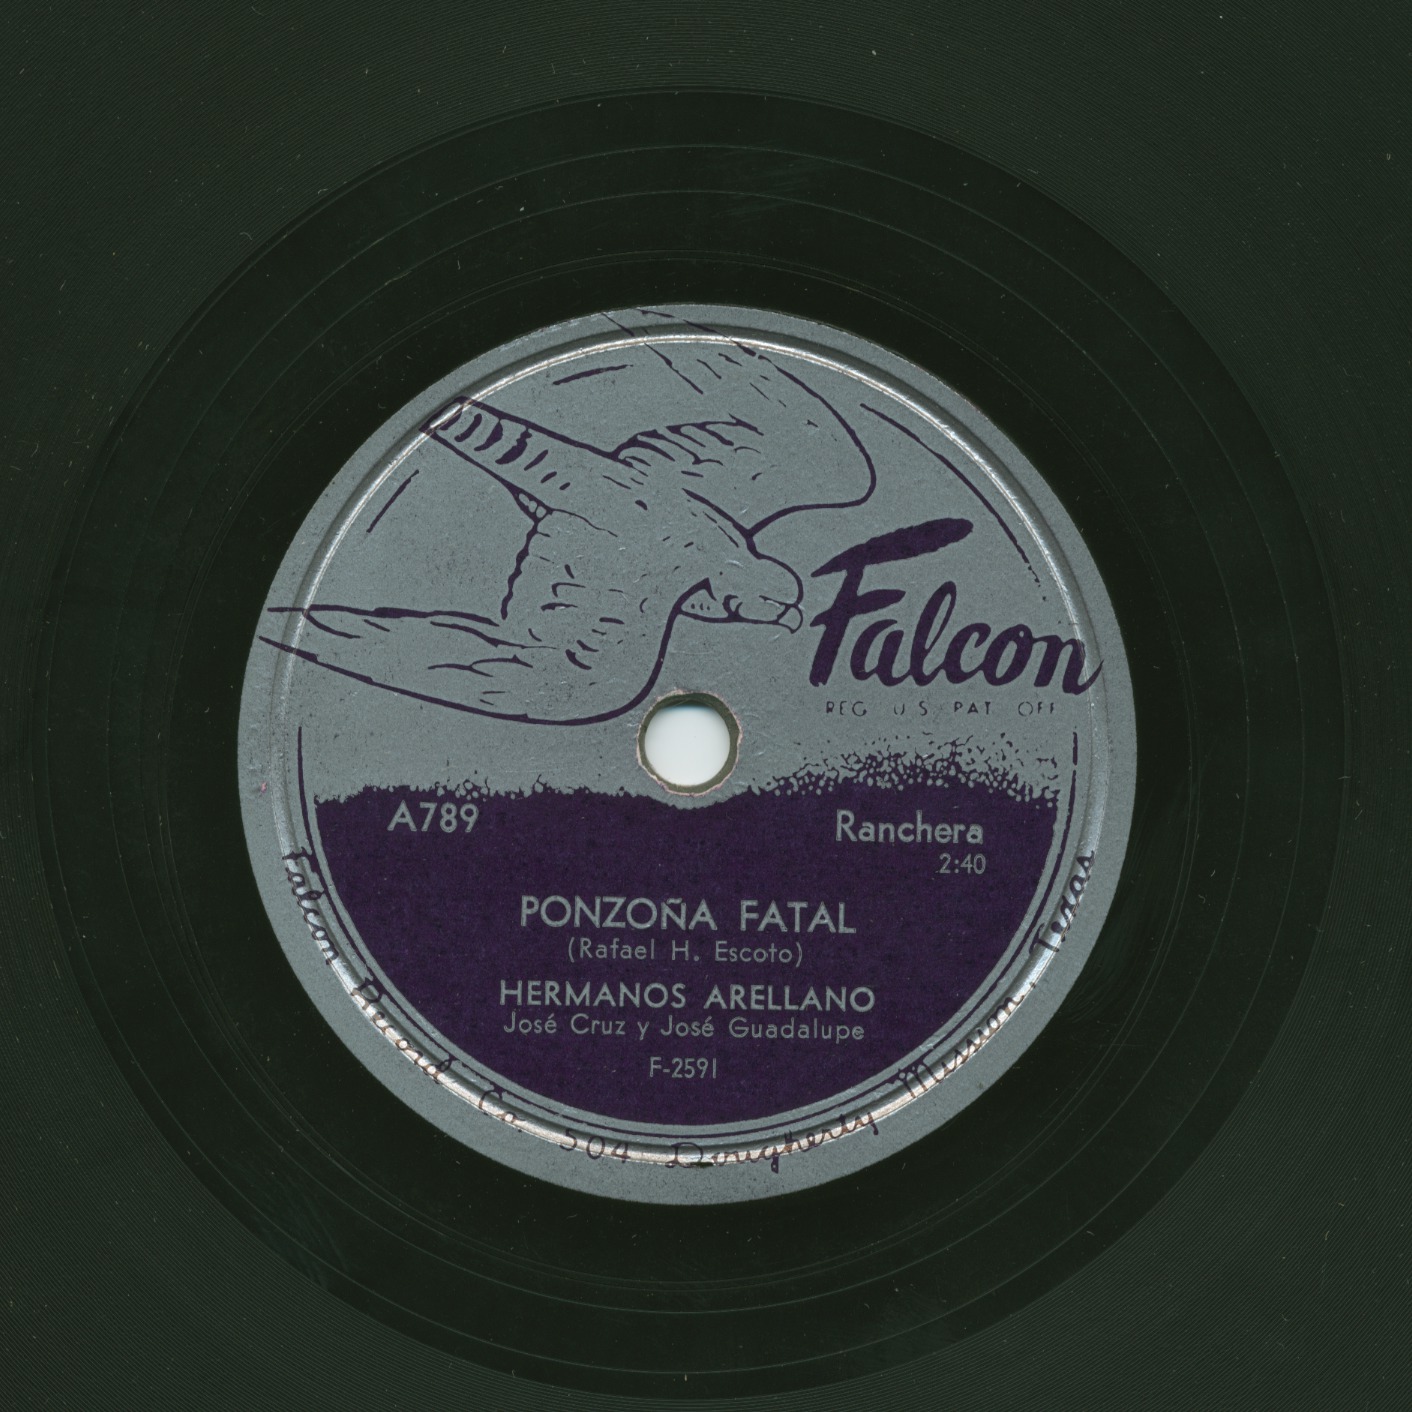 Falcon
REG U.S. PAT OFF
A789
Ranchera
2:40
PONZOÑA FATAL
(Rafael H. Escoto)
HERMANOS ARELLANO
José Cruz y José Guadalupe
F-2591
Falcon Record Co. 504 Dougherty Mission Texas